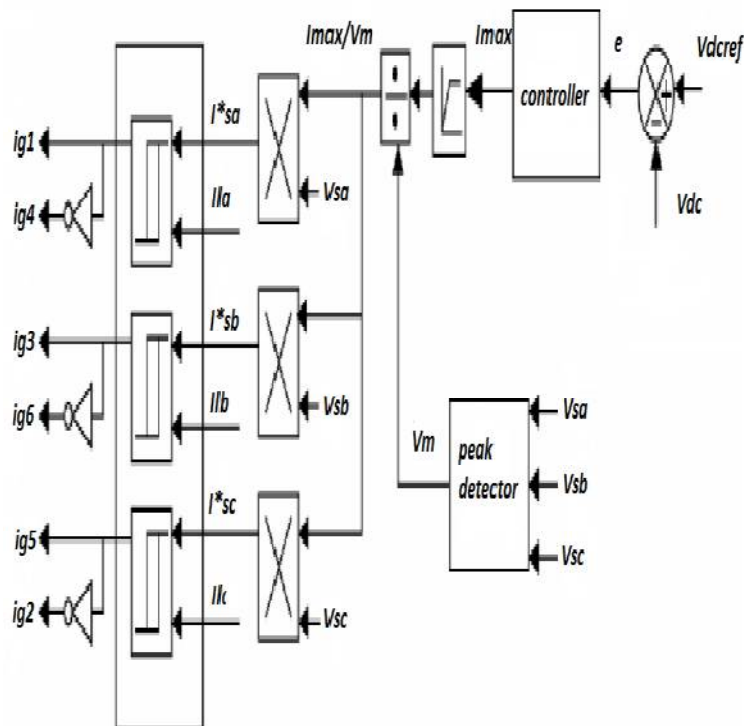 Imax/Vm
Imax
controller
e
Vdcref
Vdc
I*sa
Vsa
Ila
ig1
ig4
I*sb
Vsb
Ilb
ig3
ig6
I*sc
Vsc
Ilc
ig5
ig2
Vm
peak
detector
Vsa
Vsb
Vsc